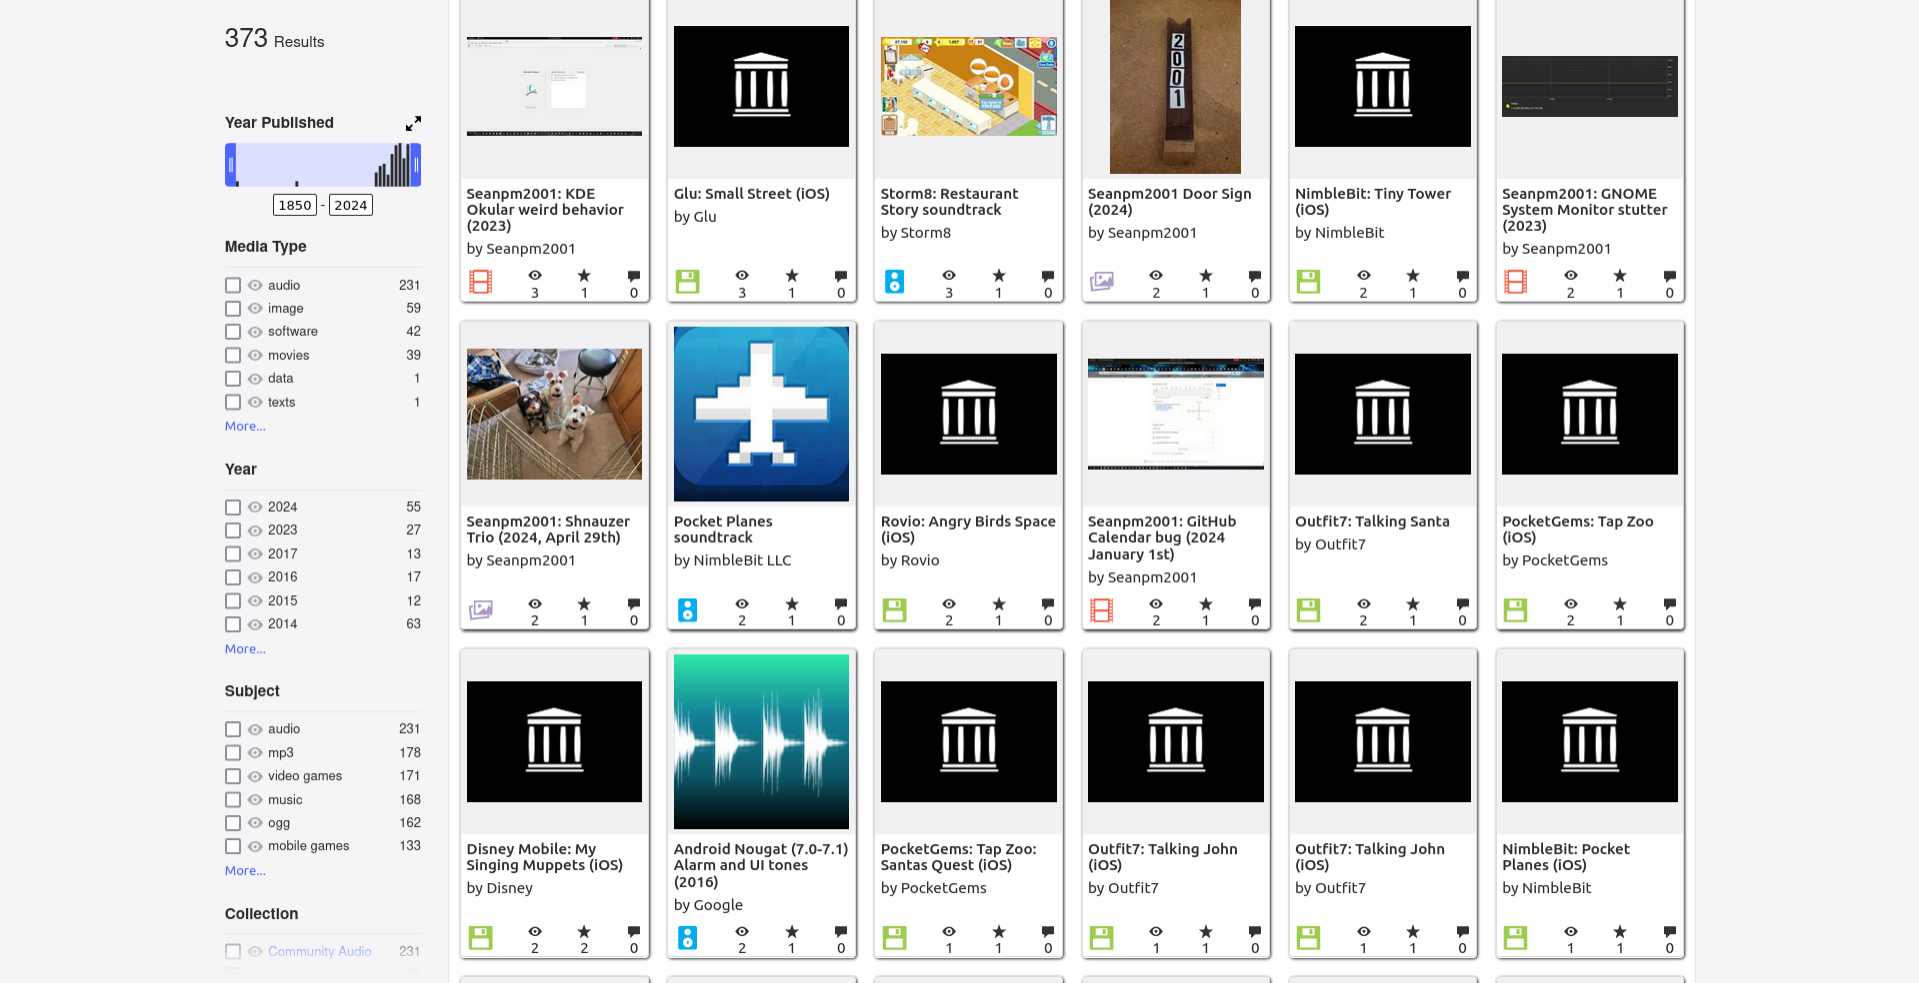 373 Results
Year Published
1850 - 2024
Media Type
audio 231
image 59
software 42
movies 39
data 1
texts 1
More...
Year
2024 55
2023 27
2017 13
2016 17
2015 12
2014 63
More...
Subject
audio 231
mp3 178
video games 171
music 168
ogg 162
mobile games 133
More...
Collection
Community Audio 231
Seanpm2001: KDE
Okular weird behavior
(2023)
by Seanpm2001
3 1 0
Glu: Small Street (iOS)
by Glu
3 1 0
Storm8: Restaurant
Story soundtrack
by Storm8
3 1 0
2001
Seanpm2001 Door Sign
(2024)
by Seanpm2001
2 1 0
NimbleBit: Tiny Tower
(iOS)
by NimbleBit
2 1 0
Seanpm2001: GNOME
System Monitor stutter
(2023)
by Seanpm2001
2 1 0
Seanpm2001: Shnauzer
Trio (2024, April 29th)
by Seanpm2001
2 1 0
Pocket Planes
soundtrack
by NimbleBit LLC
2 1 0
Rovio: Angry Birds Space
(iOS)
by Rovio
2 1 0
Seanpm2001: GitHub
Calendar bug (2024
January 1st)
by Seanpm2001
2 1 0
Outfit7: Talking Santa
by Outfit7
2 1 0
PocketGems: Tap Zoo
(iOS)
by PocketGems
2 1 0
Disney Mobile: My
Singing Muppets (iOS)
by Disney
2 2 0
Android Nougat (7.0-7.1)
Alarm and UI tones
(2016)
by Google
2 1 0
PocketGems: Tap Zoo:
Santas Quest (iOS)
by PocketGems
1 1 0
Outfit7: Talking John
(iOS)
by Outfit7
1 1 0
Outfit7: Talking John
(iOS)
by Outfit7
1 1 0
NimbleBit: Pocket
Planes (iOS)
by NimbleBit
1 1 0